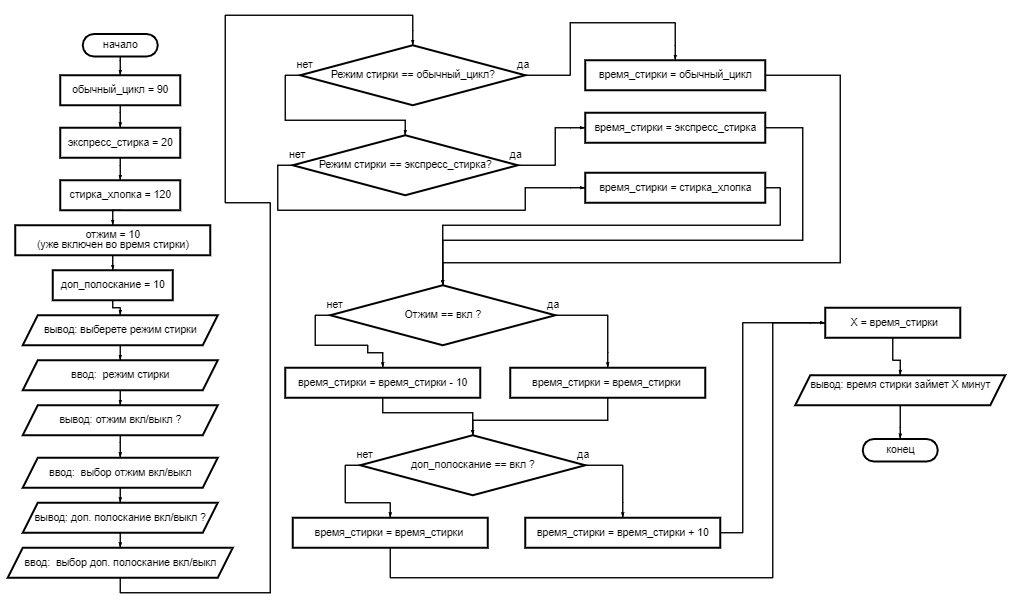 начало
обычный_цикл = 90
экспресс_стирка = 20
стирка_хлопка = 120
отжим = 10
(уже включен во время стирки)
доп_полоскание = 10
вывод: выберете режим стирки
ввод: режим стирки
вывод: отжим вкл/выкл ?
ввод: выбор отжим вкл/выкл
вывод: доп. полоскание вкл/выкл ?
ввод: выбор доп. полоскание вкл/выкл
нет
Режим стирки == обычный_цикл?
да
время_стирки = обычный_цикл
нет
Режим стирки == экспресс_стирка?
да
время_стирки = экспресс_стирка
время_стирки = стирка_хлопка
нет
Отжим == вкл ?
да
время_стирки = время_стирки - 10
время_стирки = время_стирки
нет
доп_полоскание == вкл ?
да
время_стирки = время_стирки
время_стирки = время_стирки + 10
X = время_стирки
вывод: время стирки займет X минут
конец